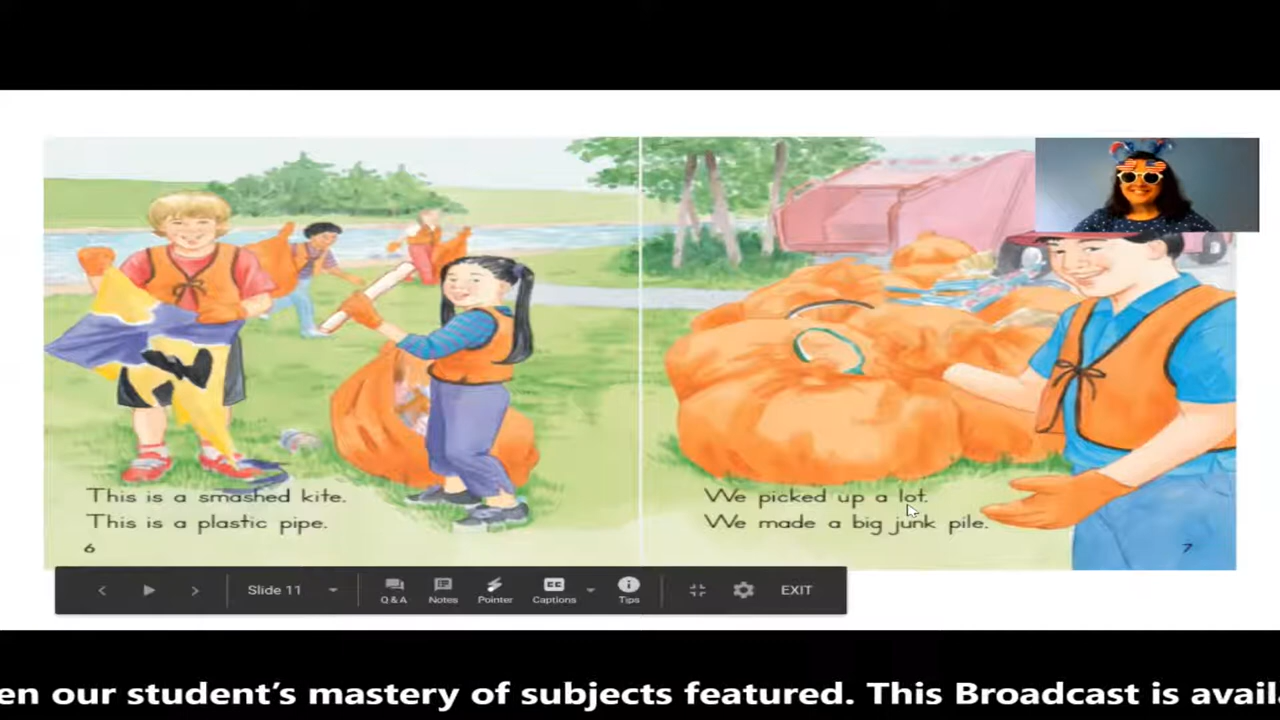 This is a smashed kite.
This is a plastic pipe.
6
We picked up a lot.
We made a big junk pile.
7
Slide 11
Q & A
Notes
Pointer
Captions
Tips
EXIT
en our student's mastery of subjects featured. This Broadcast is avail